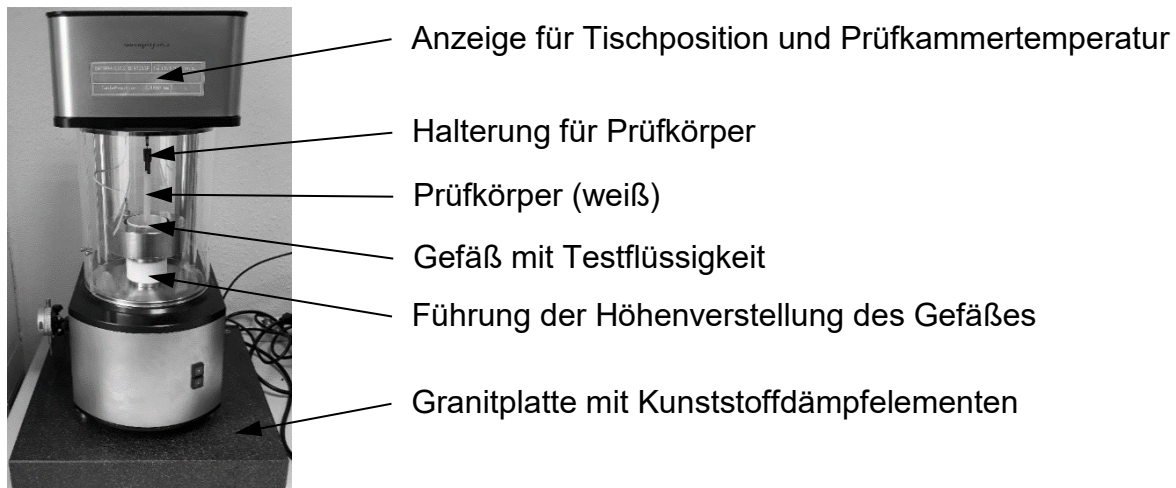 Anzeige für Tischposition und Prüfkammertemperatur
Halterung für Prüfkörper
Prüfkörper (weiß)
Gefäß mit Testflüssigkeit
Führung der Höhenverstellung des Gefäßes
Granitplatte mit Kunststoffdämpfelementen